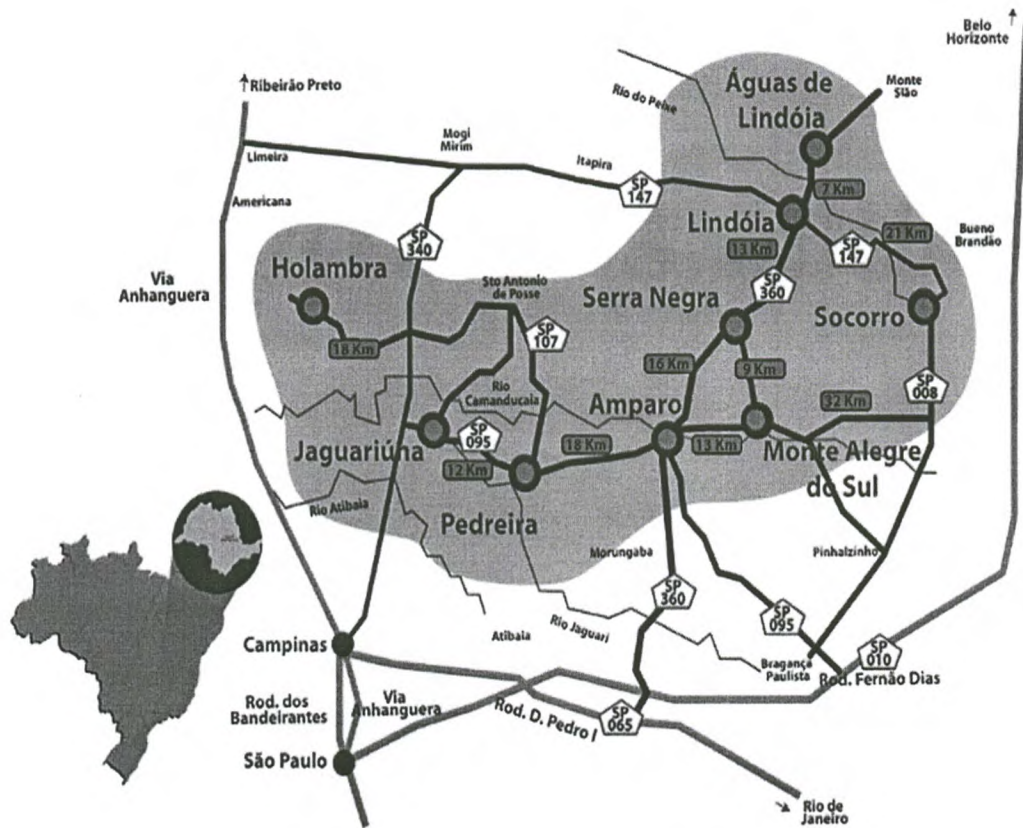 Belo
Horizonte
Ribeirão Preto
Águas de
Lindóia
Monte
Sião
Rio do Peixe
Mogi
Mirim
Limeira
Itapira
SP
147
7 Km
Americana
Lindóia
13 Km
21 Km
Bueno
Brandão
SP
340
SP
147
Via
Anhanguera
Holambra
Sto Antonio
de Posse
Serra Negra
SP
360
Socorro
18 Km
SP
107
16 Km
9 Km
SP
008
Rio
Camanducaia
Amparo
32 Km
Jaguariúna
SP
095
12 Km
18 Km
13 Km
Monte Alegre
do Sul
Rio Atibaia
Pedreira
Morungaba
Pinhalzinho
SP
360
SP
095
Rio Jaguari
Atibaia
Campinas
Bragança
Paulista
SP
010
Rod. Fernão Dias
Rod. dos
Bandeirantes
Via
Anhanguera
Rod. D. Pedro I
SP
065
São Paulo
Rio de
Janeiro